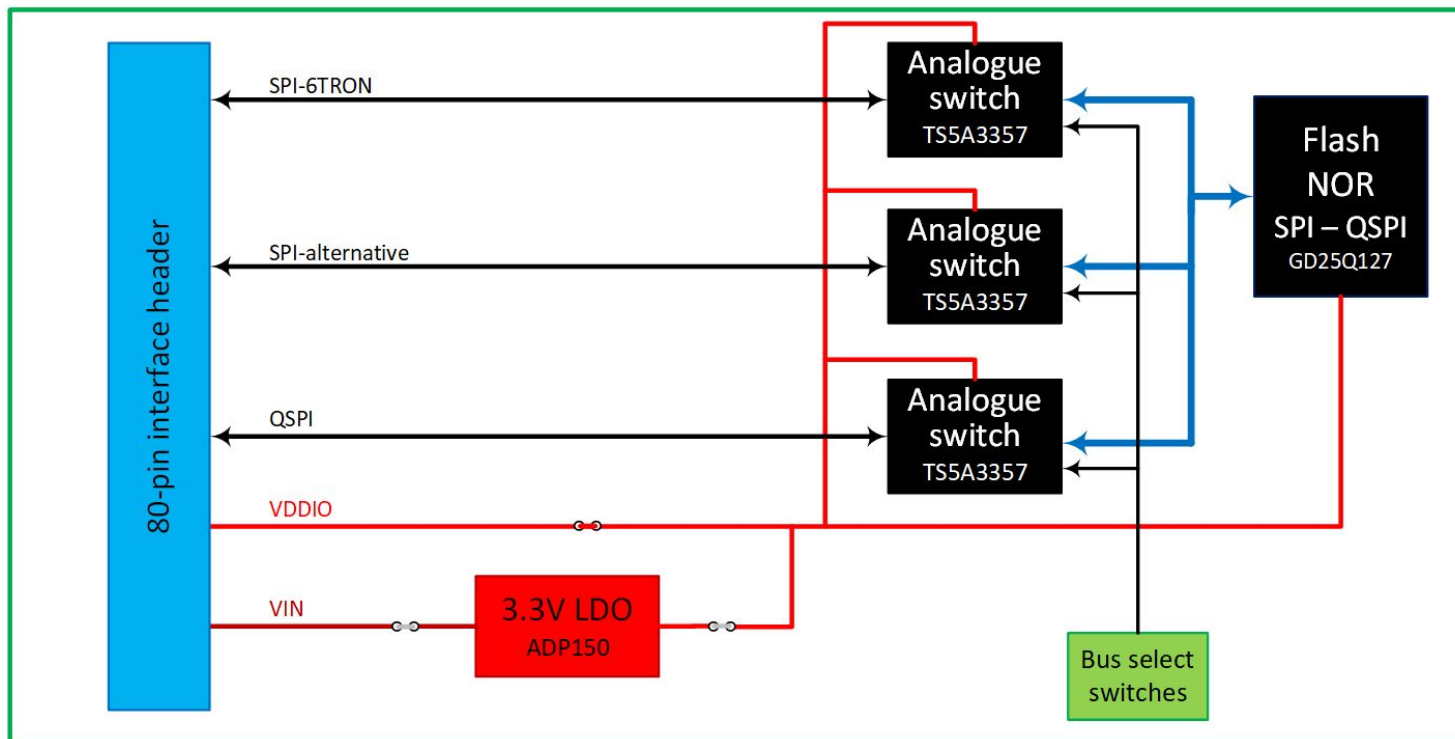 80-pin interface header
SPI-6TRON
Analogue
switch
TS5A3357
Flash
NOR
SPI – QSPI
GD25Q127
SPI-alternative
Analogue
switch
TS5A3357
QSPI
Analogue
switch
TS5A3357
VDDIO
VIN
3.3V LDO
ADP150
Bus select
switches